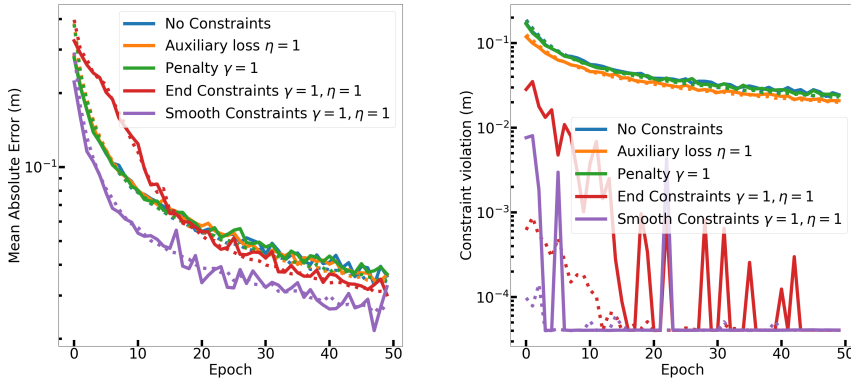 Mean Absolute Error (m)
10⁻¹
No Constraints
Auxiliary loss η = 1
Penalty γ = 1
End Constraints γ = 1, η = 1
Smooth Constraints γ = 1, η = 1
0 10 20 30 40 50
Epoch
Constraint violation (m)
10⁻¹
10⁻²
10⁻³
10⁻⁴
No Constraints
Auxiliary loss η = 1
Penalty γ = 1
End Constraints γ = 1, η = 1
Smooth Constraints γ = 1, η = 1
0 10 20 30 40 50
Epoch